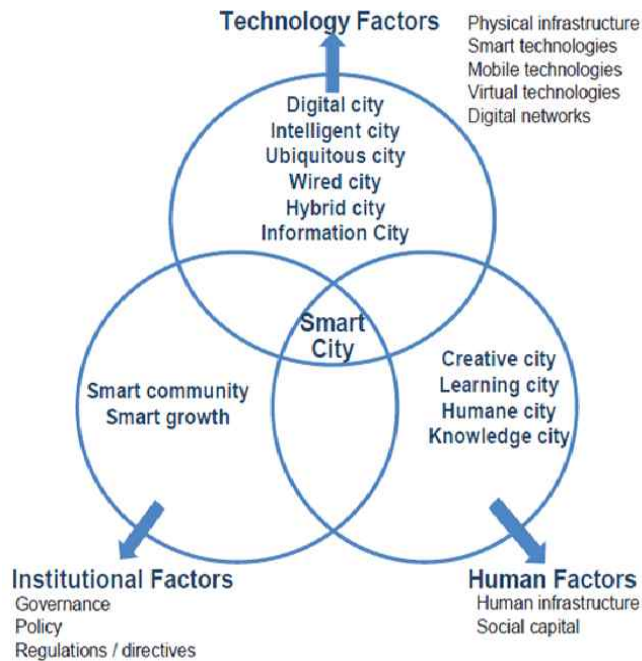 Technology Factors
Physical infrastructure
Smart technologies
Mobile technologies
Virtual technologies
Digital networks
Digital city
Intelligent city
Ubiquitous city
Wired city
Hybrid city
Information City
Smart
City
Smart community
Smart growth
Creative city
Learning city
Humane city
Knowledge city
Institutional Factors
Governance
Policy
Regulations / directives
Human Factors
Human infrastructure
Social capital